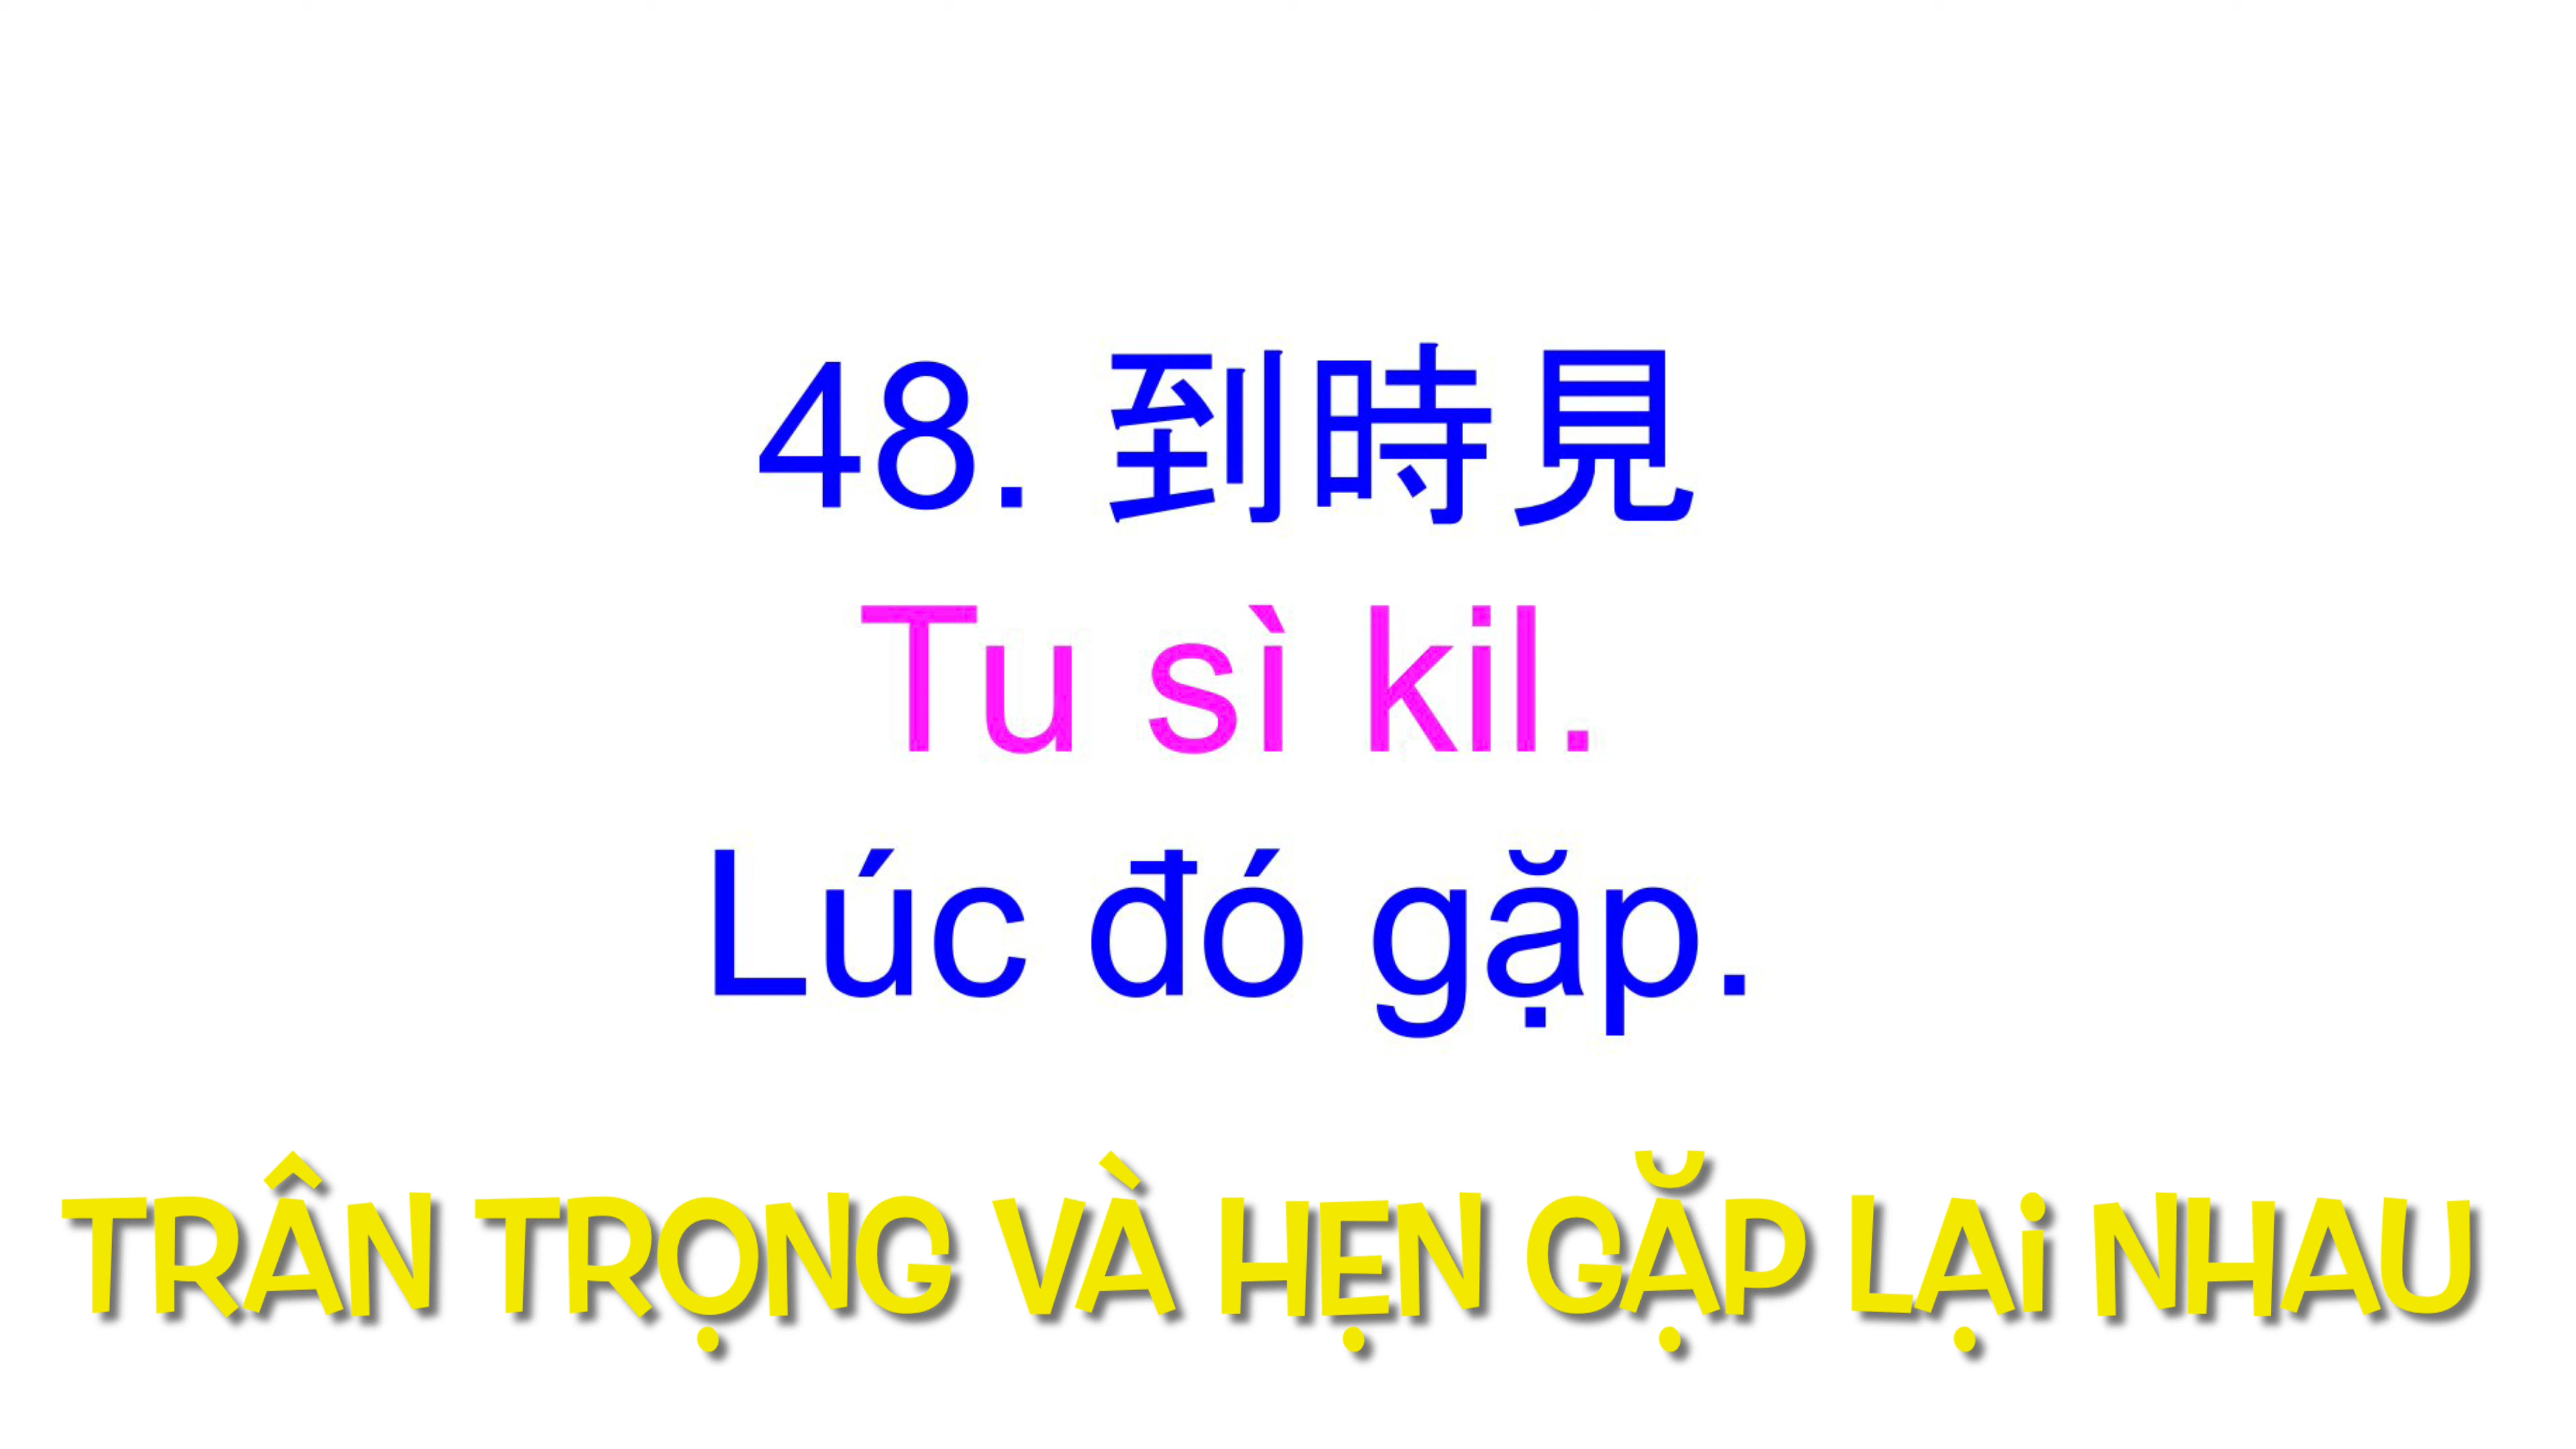 48. 到時見
Tu sì kil.
Lúc đó gặp.
TRÂN TRỌNG VÀ HẸN GẶP LẠi NHAU